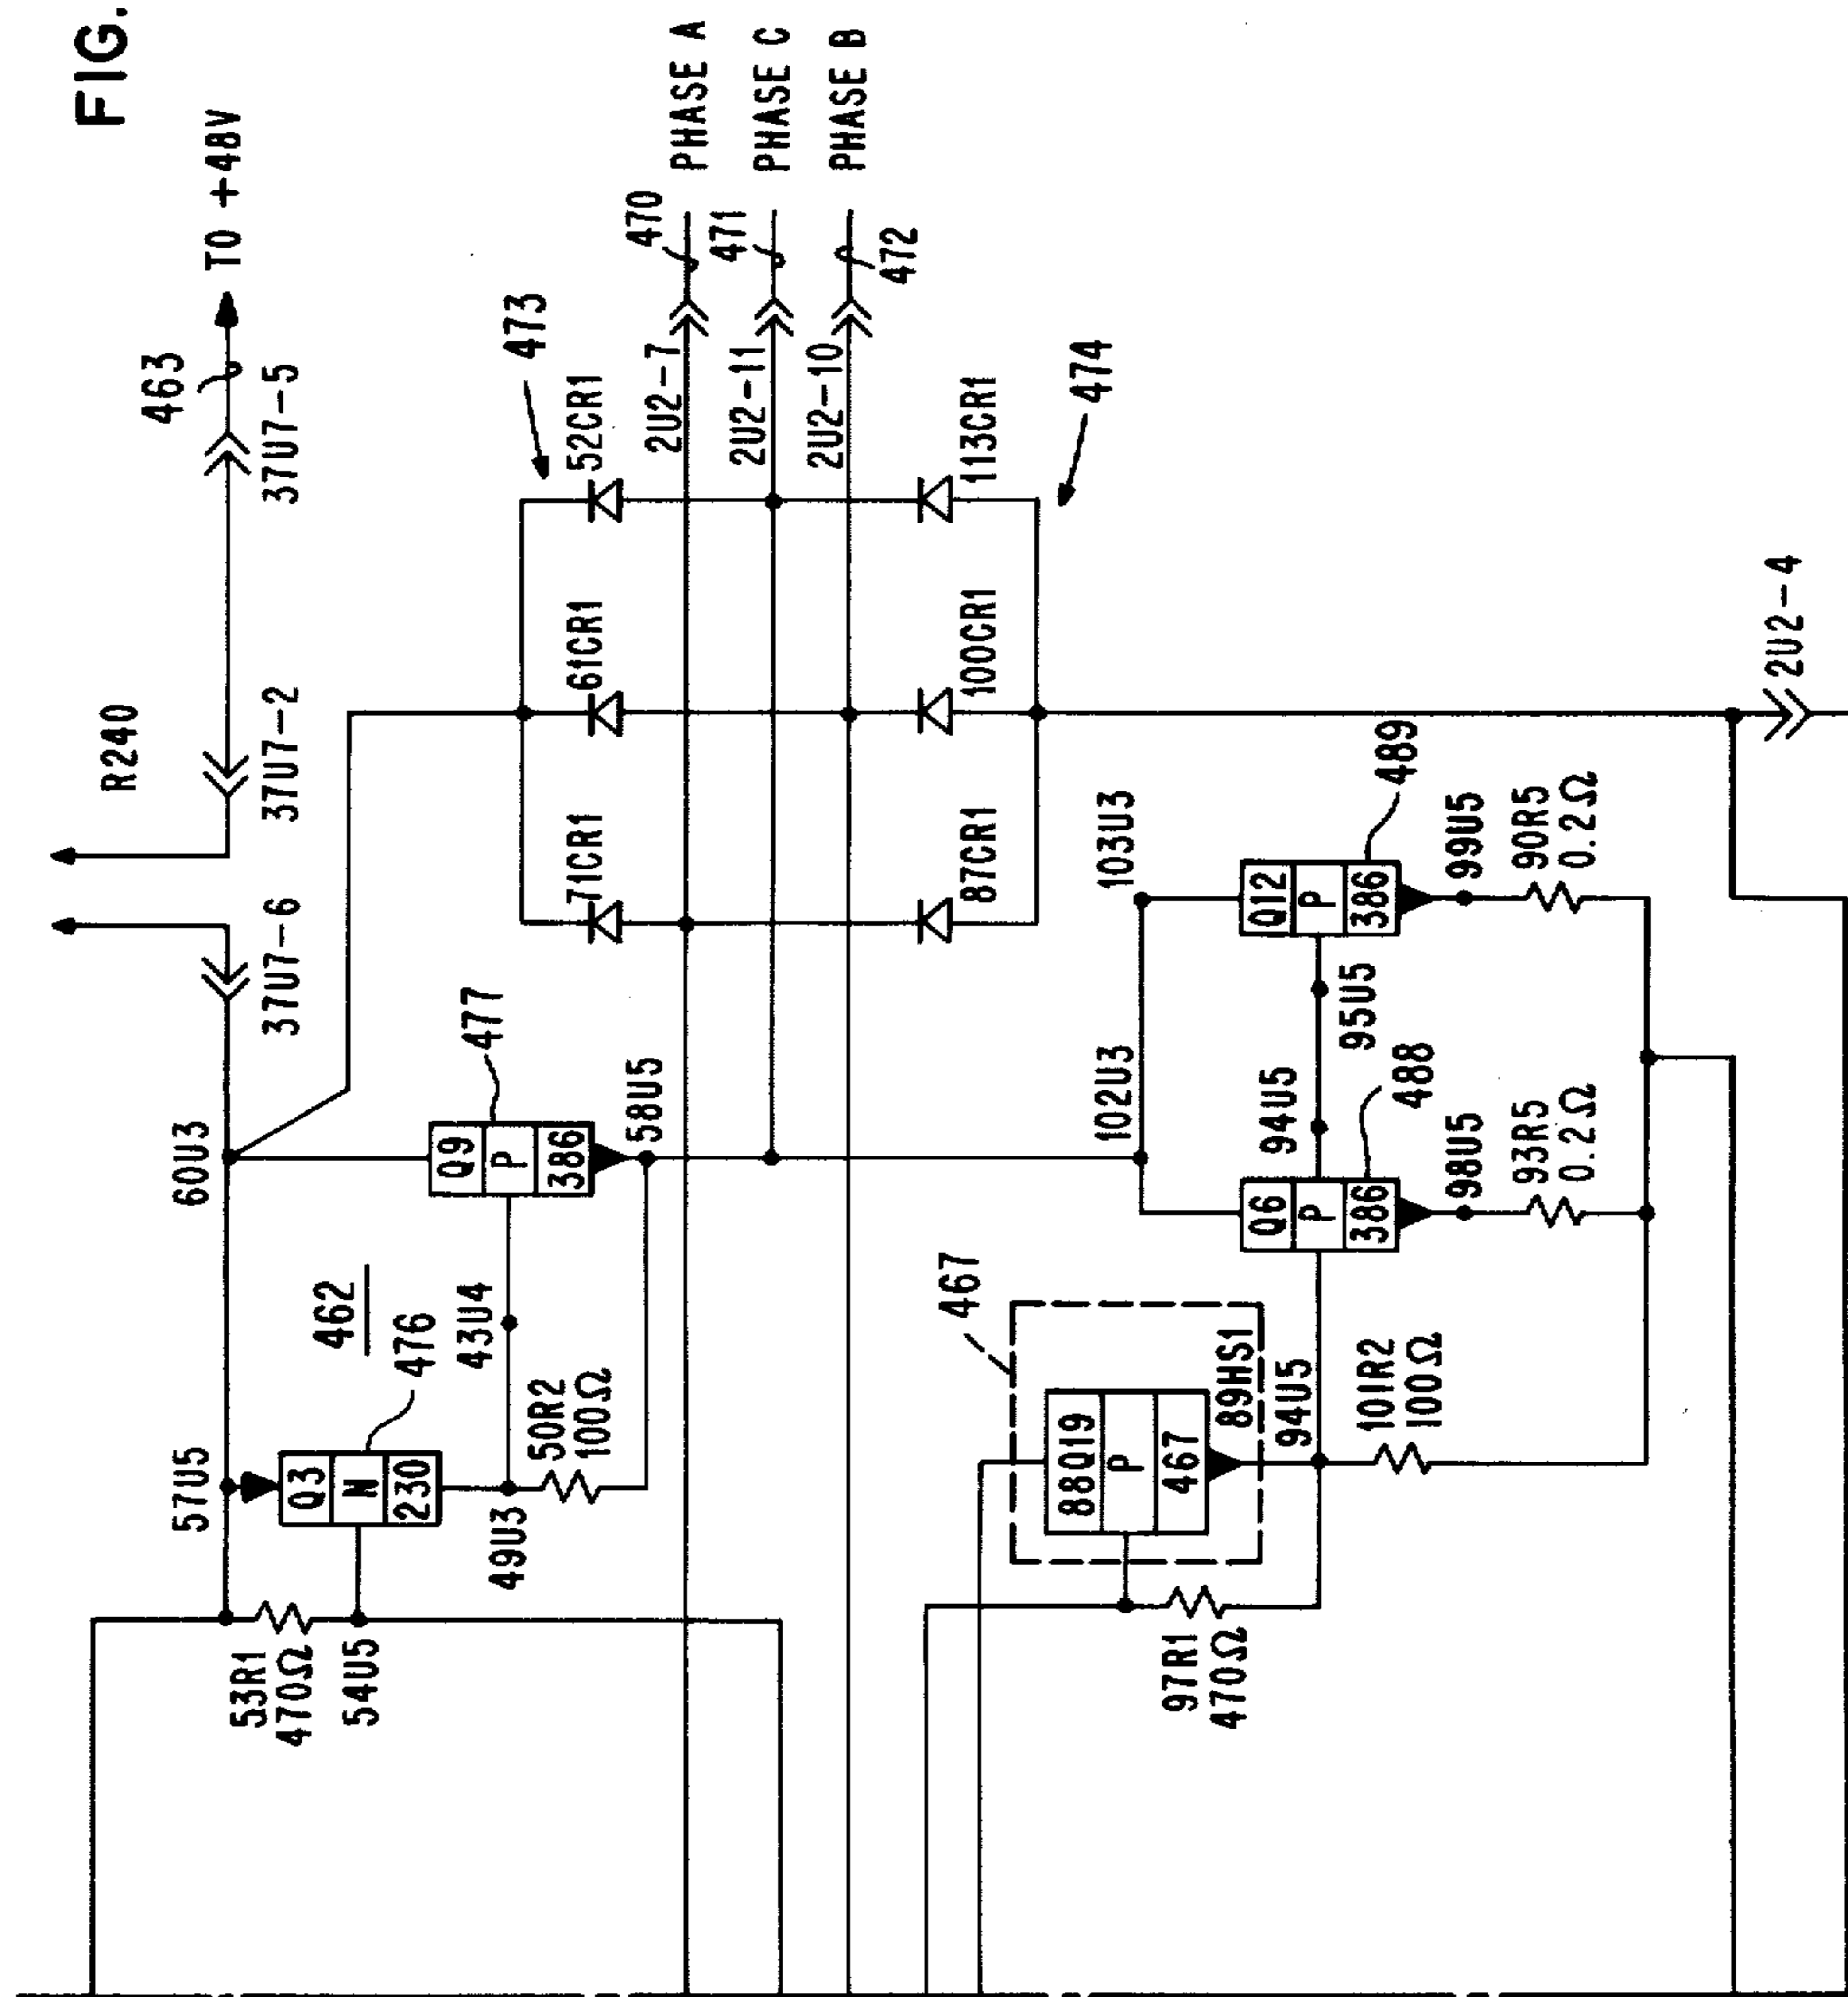 FIG.
TO +48V
463
37U7-5
R240
37U7-2
37U7-6
60U3
57U5
53R1
470Ω
54U5
462
476
Q3
N
230
49U3
43U4
50R2
100Ω
477
Q9
P
386
58U5
473
52CR1
61CR1
71CR1
470
471
472
PHASE A
PHASE C
PHASE B
2U2-7
2U2-11
2U2-10
113CR1
100CR1
87CR1
474
467
88Q19
P
467
89HS1
97R1
470Ω
94U5
101R2
100Ω
102U3
103U3
Q6
P
386
488
94U5
95U5
Q12
P
386
489
98U5
93R5
0.2Ω
99U5
90R5
0.2Ω
2U2-4